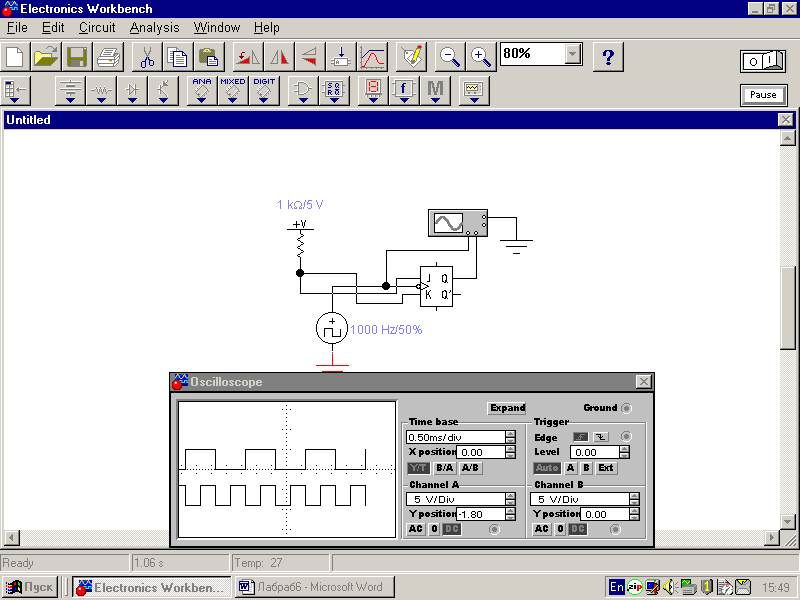 Electronics Workbench
File Edit Circuit Analysis Window Help
80%
?
O I
ANA MIXED DIGIT
f M
Pause
Untitled
1 kΩ/5 V
+V
J Q
K Q'
1000 Hz/50%
Oscilloscope
Expand
Ground
Time base
Trigger
0.50ms/div
Edge
X position 0.00
Level 0.00
Y/T B/A A/B
Auto A B Ext
Channel A
Channel B
5 V/Div
5 V/Div
Y position -1.80
Y position 0.00
AC 0 DC
AC 0 DC
Ready
1.06 s
Temp: 27
Пуск
Electronics Workben...
Лабраб6 - Microsoft Word
En
zip
15:49